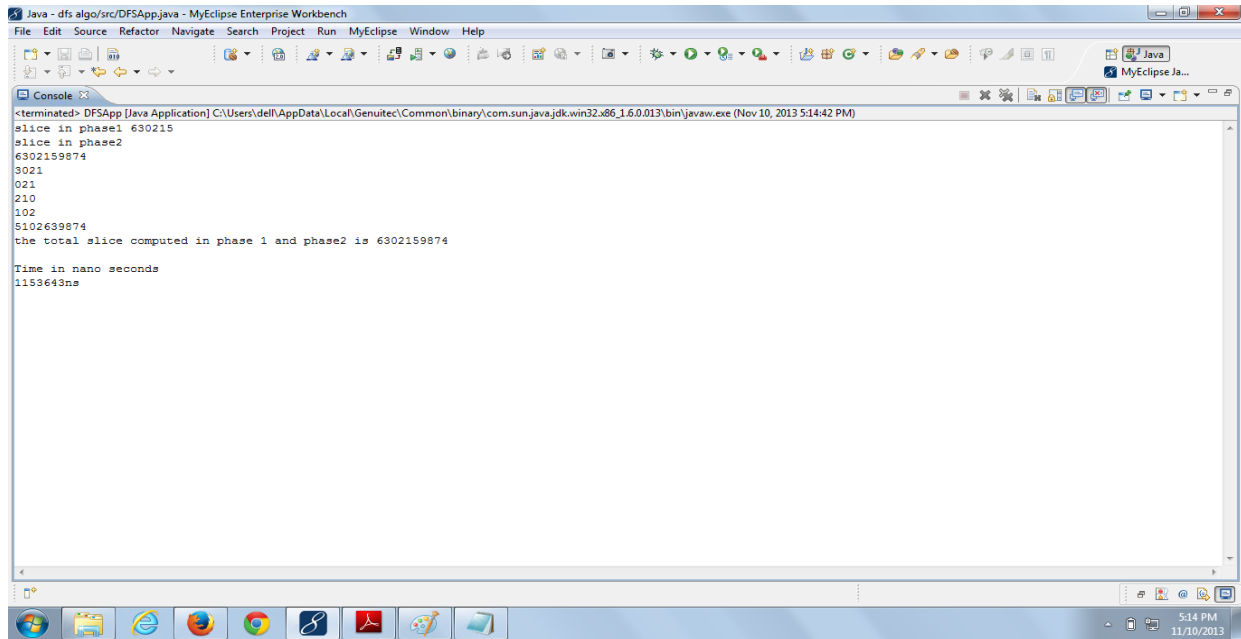 Java - dfs algo/src/DFSApp.java - MyEclipse Enterprise Workbench
File Edit Source Refactor Navigate Search Project Run MyEclipse Window Help
Java
MyEclipse Ja...
Console
<terminated> DFSApp [Java Application] C:\Users\dell\AppData\Local\Genuitec\Common\binary\com.sun.java.jdk.win32.x86_1.6.0.013\bin\javaw.exe (Nov 10, 2013 5:14:42 PM)
slice in phase1 630215
slice in phase2
6302159874
3021
021
210
102
5102639874
the total slice computed in phase 1 and phase2 is 6302159874
Time in nano seconds
1153643ns
5:14 PM
11/10/2013